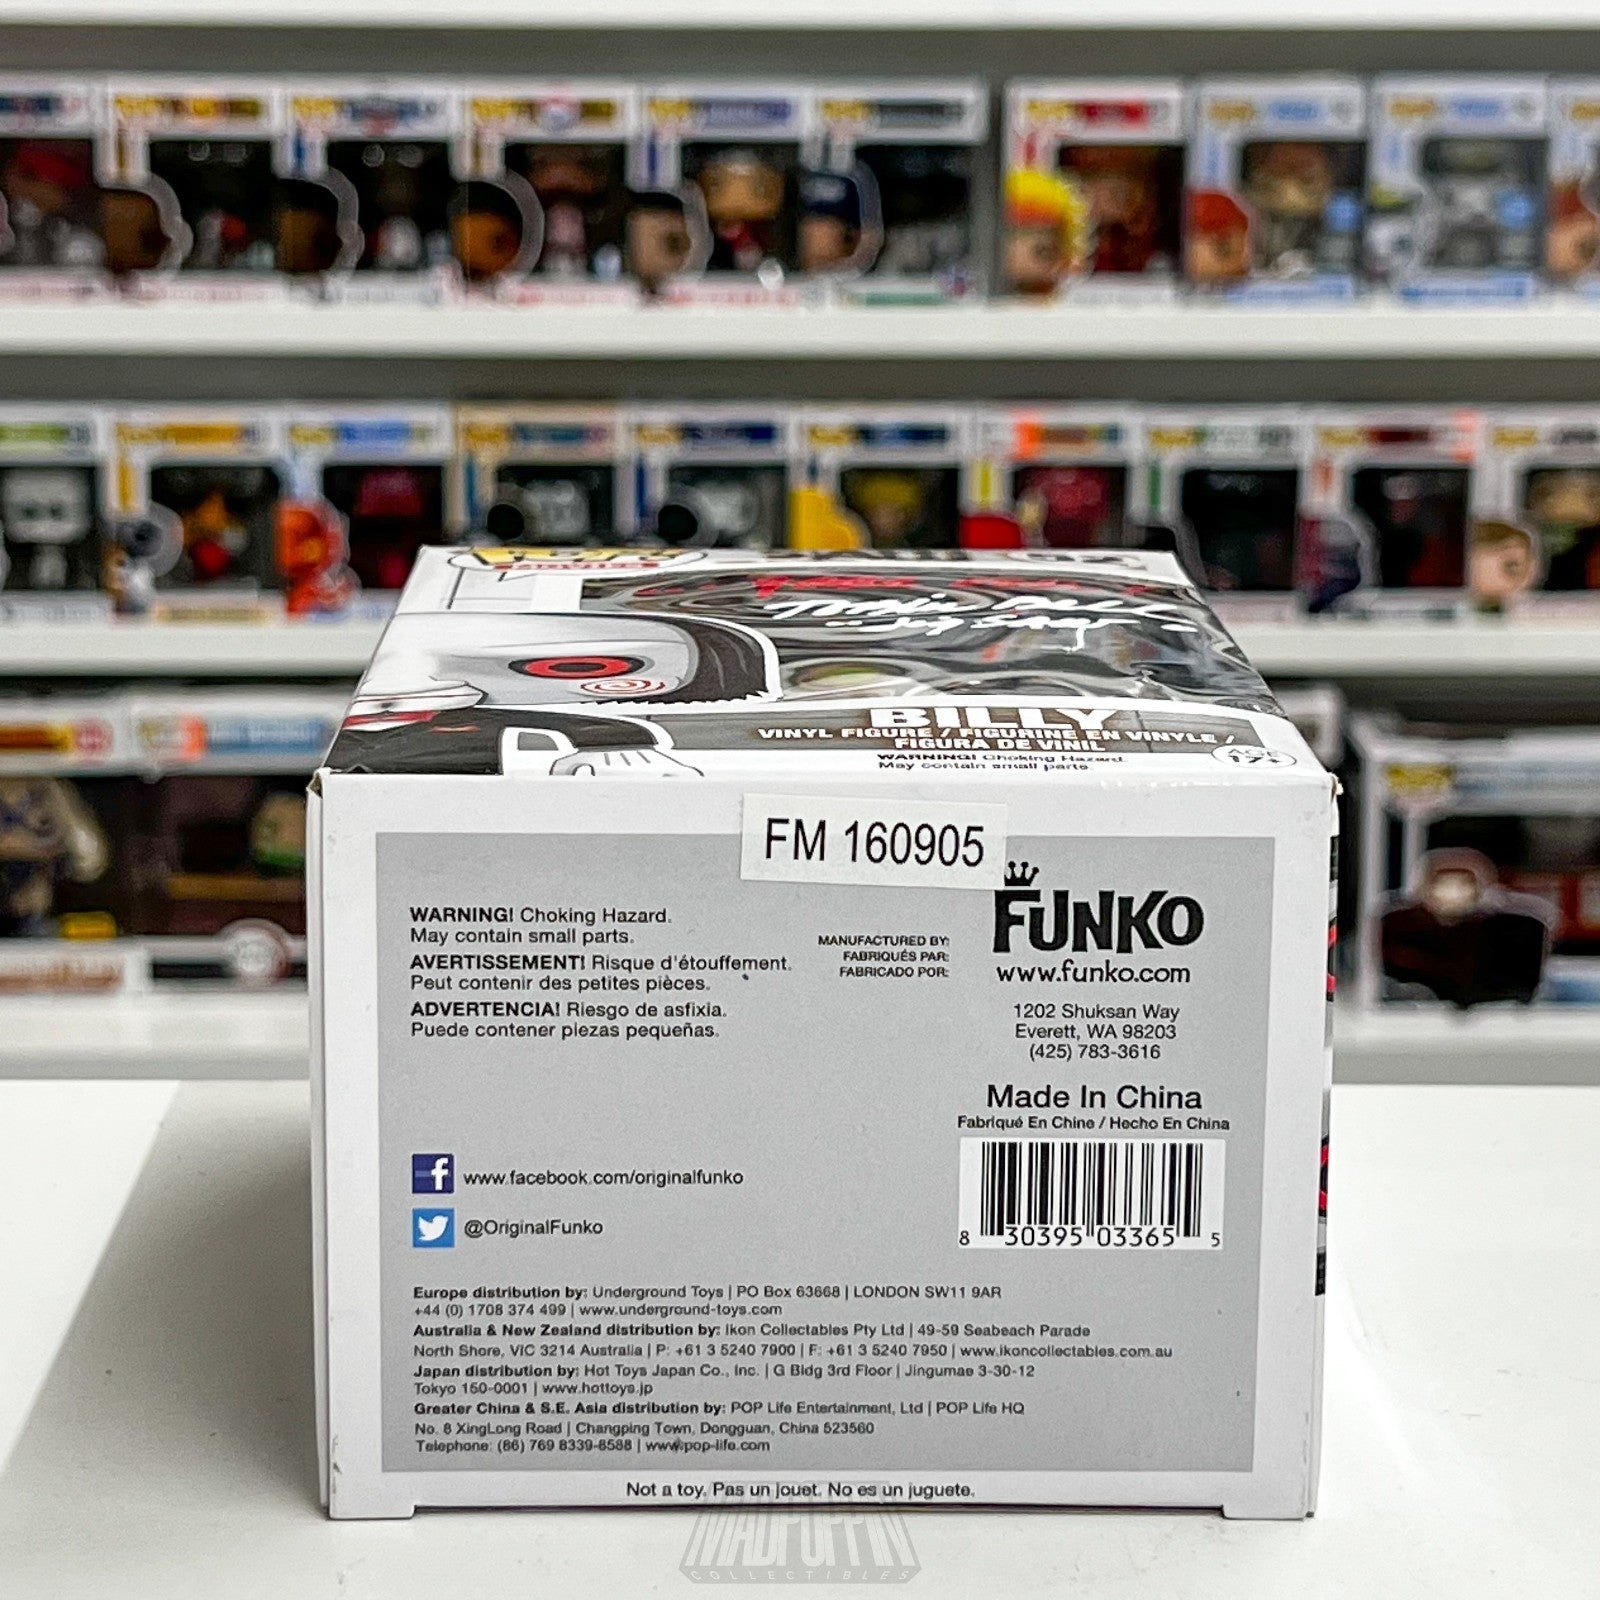 Tobin Bell
"Jigsaw"
BILLY
VINYL FIGURE / FIGURINE EN VINYLE /
FIGURA DE VINIL
WARNING! Choking Hazard.
May contain small parts.
AGE
17+
FM 160905
WARNING! Choking Hazard.
May contain small parts.
AVERTISSEMENT! Risque d'étouffement.
Peut contenir des petites pièces.
ADVERTENCIA! Riesgo de asfixia.
Puede contener piezas pequeñas.
MANUFACTURED BY:
FABRIQUÉS PAR:
FABRICADO POR:
FUNKO
www.funko.com
1202 Shuksan Way
Everett, WA 98203
(425) 783-3616
Made In China
Fabriqué En Chine / Hecho En China
8 30395 03365 5
www.facebook.com/originalfunko
@OriginalFunko
Europe distribution by: Underground Toys | PO Box 63668 | LONDON SW11 9AR
+44 (0) 1708 374 499 | www.underground-toys.com
Australia & New Zealand distribution by: Ikon Collectables Pty Ltd | 49-59 Seabeach Parade
North Shore, VIC 3214 Australia | P: +61 3 5240 7900 | F: +61 3 5240 7950 | www.ikoncollectables.com.au
Japan distribution by: Hot Toys Japan Co., Inc. | G Bldg 3rd Floor | Jingumae 3-30-12
Tokyo 150-0001 | www.hottoys.jp
Greater China & S.E. Asia distribution by: POP Life Entertainment, Ltd | POP Life HQ
No. 8 XingLong Road | Changping Town, Dongguan, China 523560
Telephone: (86) 769 8339-8588 | www.pop-life.com
Not a toy. Pas un jouet. No es un juguete.
MADPOPPIN
COLLECTIBLES